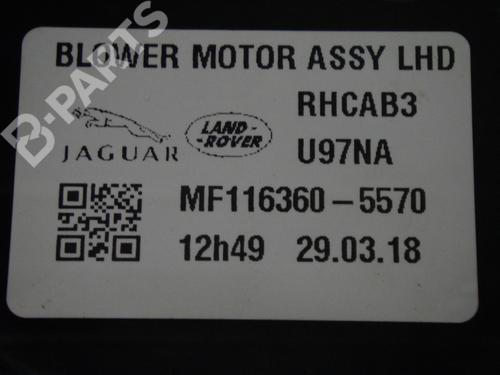 BLOWER MOTOR ASSY LHD
RHCAB3
JAGUAR
LAND-
-ROVER
U97NA
MF116360-5570
12h49 29.03.18
B-PARTS